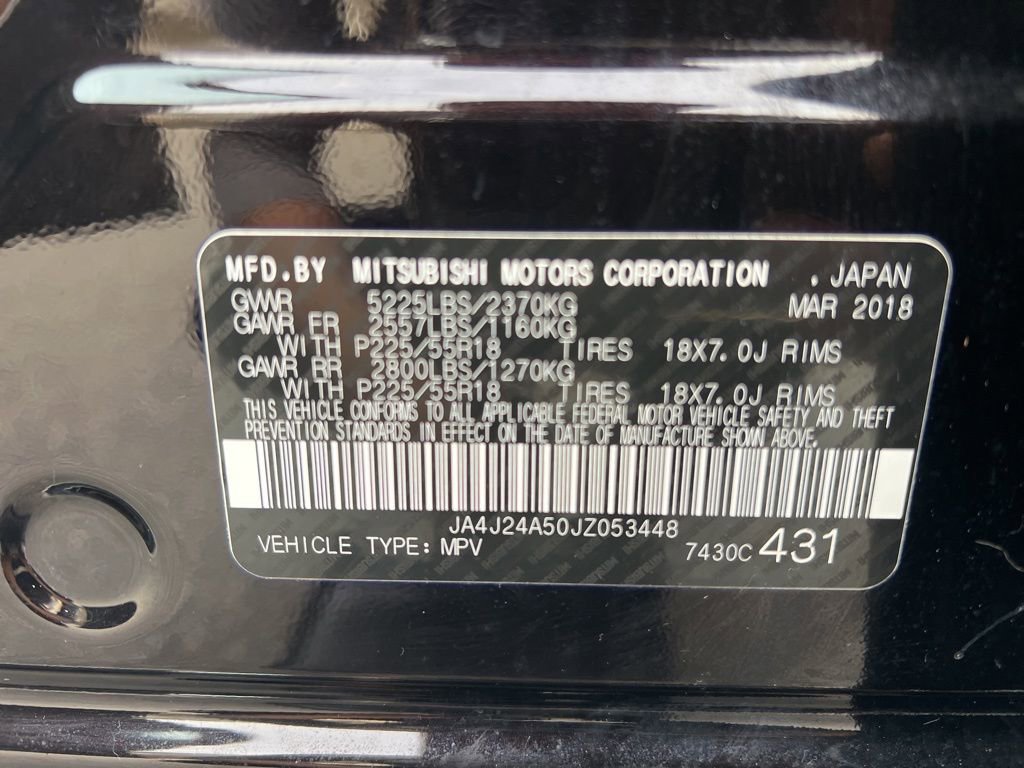 MFD.BY MITSUBISHI MOTORS CORPORATION . JAPAN
GVWR 5225LBS/2370KG MAR 2018
GAWR FR 2557LBS/1160KG
WITH P225/55R18 TIRES 18X7.0J RIMS
GAWR RR 2800LBS/1270KG
WITH P225/55R18 TIRES 18X7.0J RIMS
THIS VEHICLE CONFORMS TO ALL APPLICABLE FEDERAL MOTOR VEHICLE SAFETY AND THEFT
PREVENTION STANDARDS IN EFFECT ON THE DATE OF MANUFACTURE SHOWN ABOVE.
JA4J24A50JZ053448
VEHICLE TYPE: MPV 7430C 431